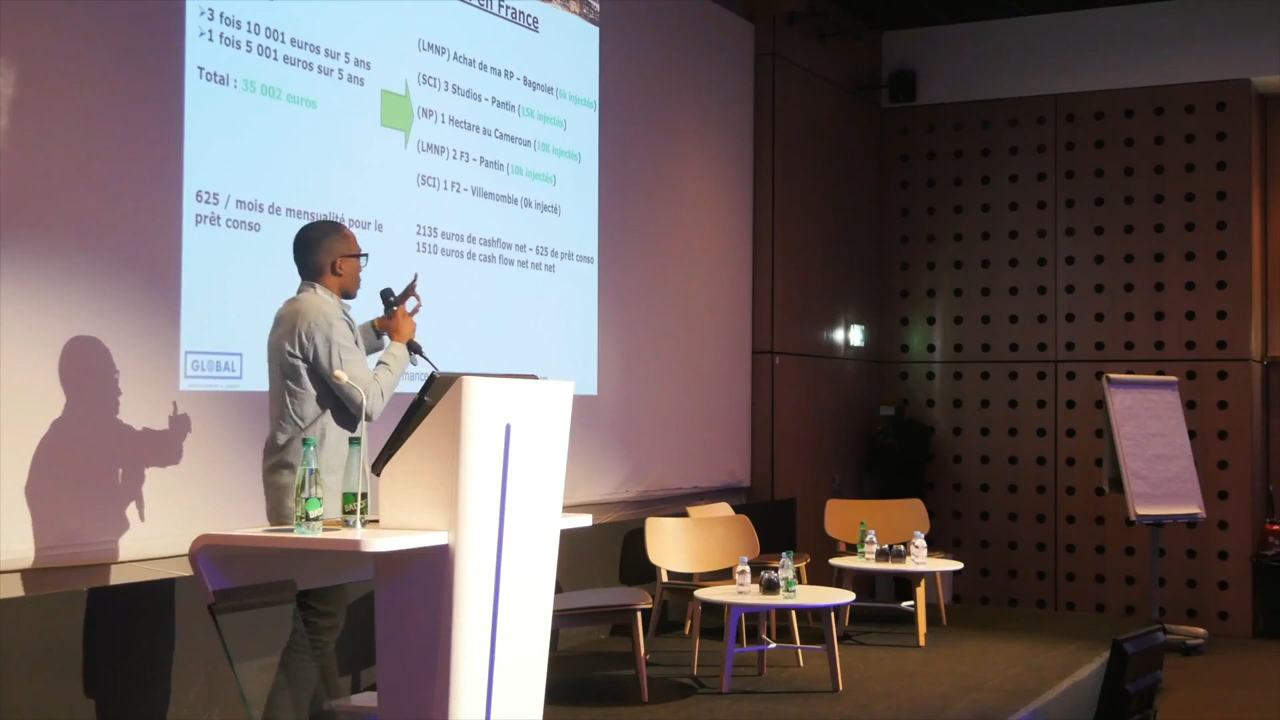 en France
➢3 fois 10 001 euros sur 5 ans
➢1 fois 5 001 euros sur 5 ans
Total : 35 002 euros
625 / mois de mensualité pour le
prêt conso
(LMNP) Achat de ma RP – Bagnolet (6k injectés)
(SCI) 3 Studios – Pantin (15K injectés)
(NP) 1 Hectare au Cameroun (10K injectés)
(LMNP) 2 F3 – Pantin (10k injectés)
(SCI) 1 F2 – Villemomble (0k injecté)
2135 euros de cashflow net – 625 de prêt conso
1510 euros de cash flow net net net
GLOBAL